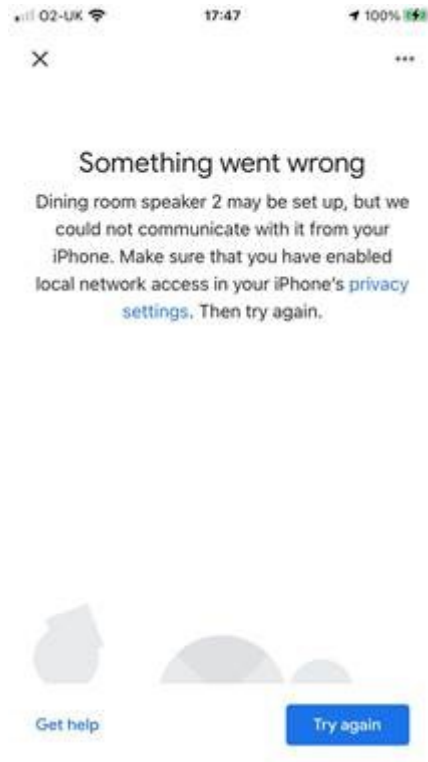 O2-UK 17:47 100%
Something went wrong
Dining room speaker 2 may be set up, but we
could not communicate with it from your
iPhone. Make sure that you have enabled
local network access in your iPhone's privacy
settings. Then try again.
Get help Try again